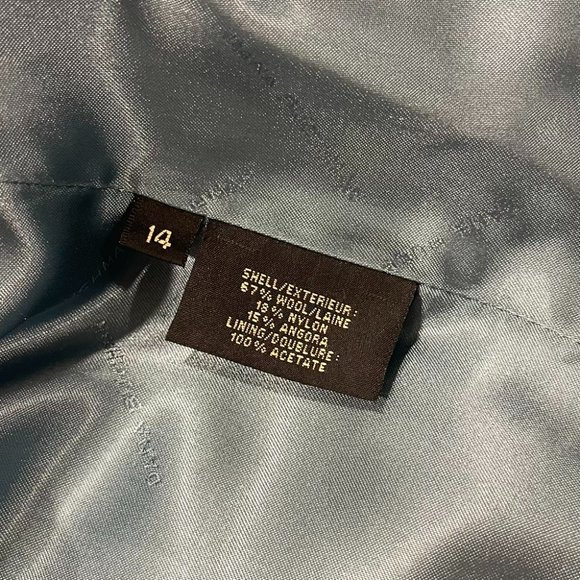 14
SHELL/EXTERIEUR:
67% WOOL/LAINE
18% NYLON
15% ANGORA
LINING/DOUBLURE:
100% ACETATE